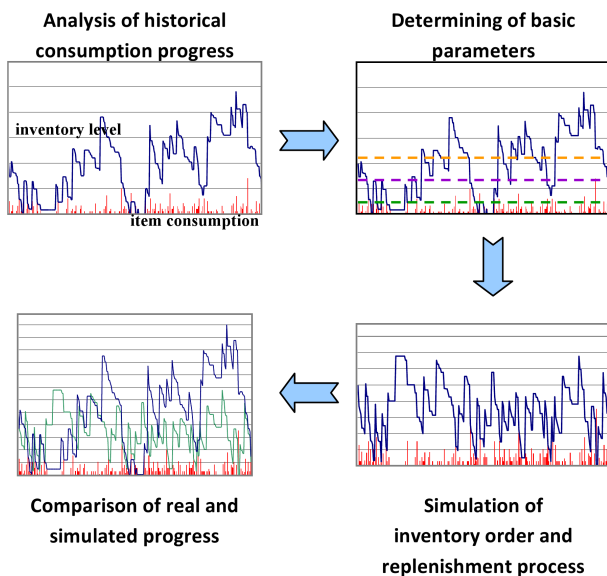 Analysis of historical
consumption progress
Determining of basic
parameters
inventory level
item consumption
Comparison of real and
simulated progress
Simulation of
inventory order and
replenishment process